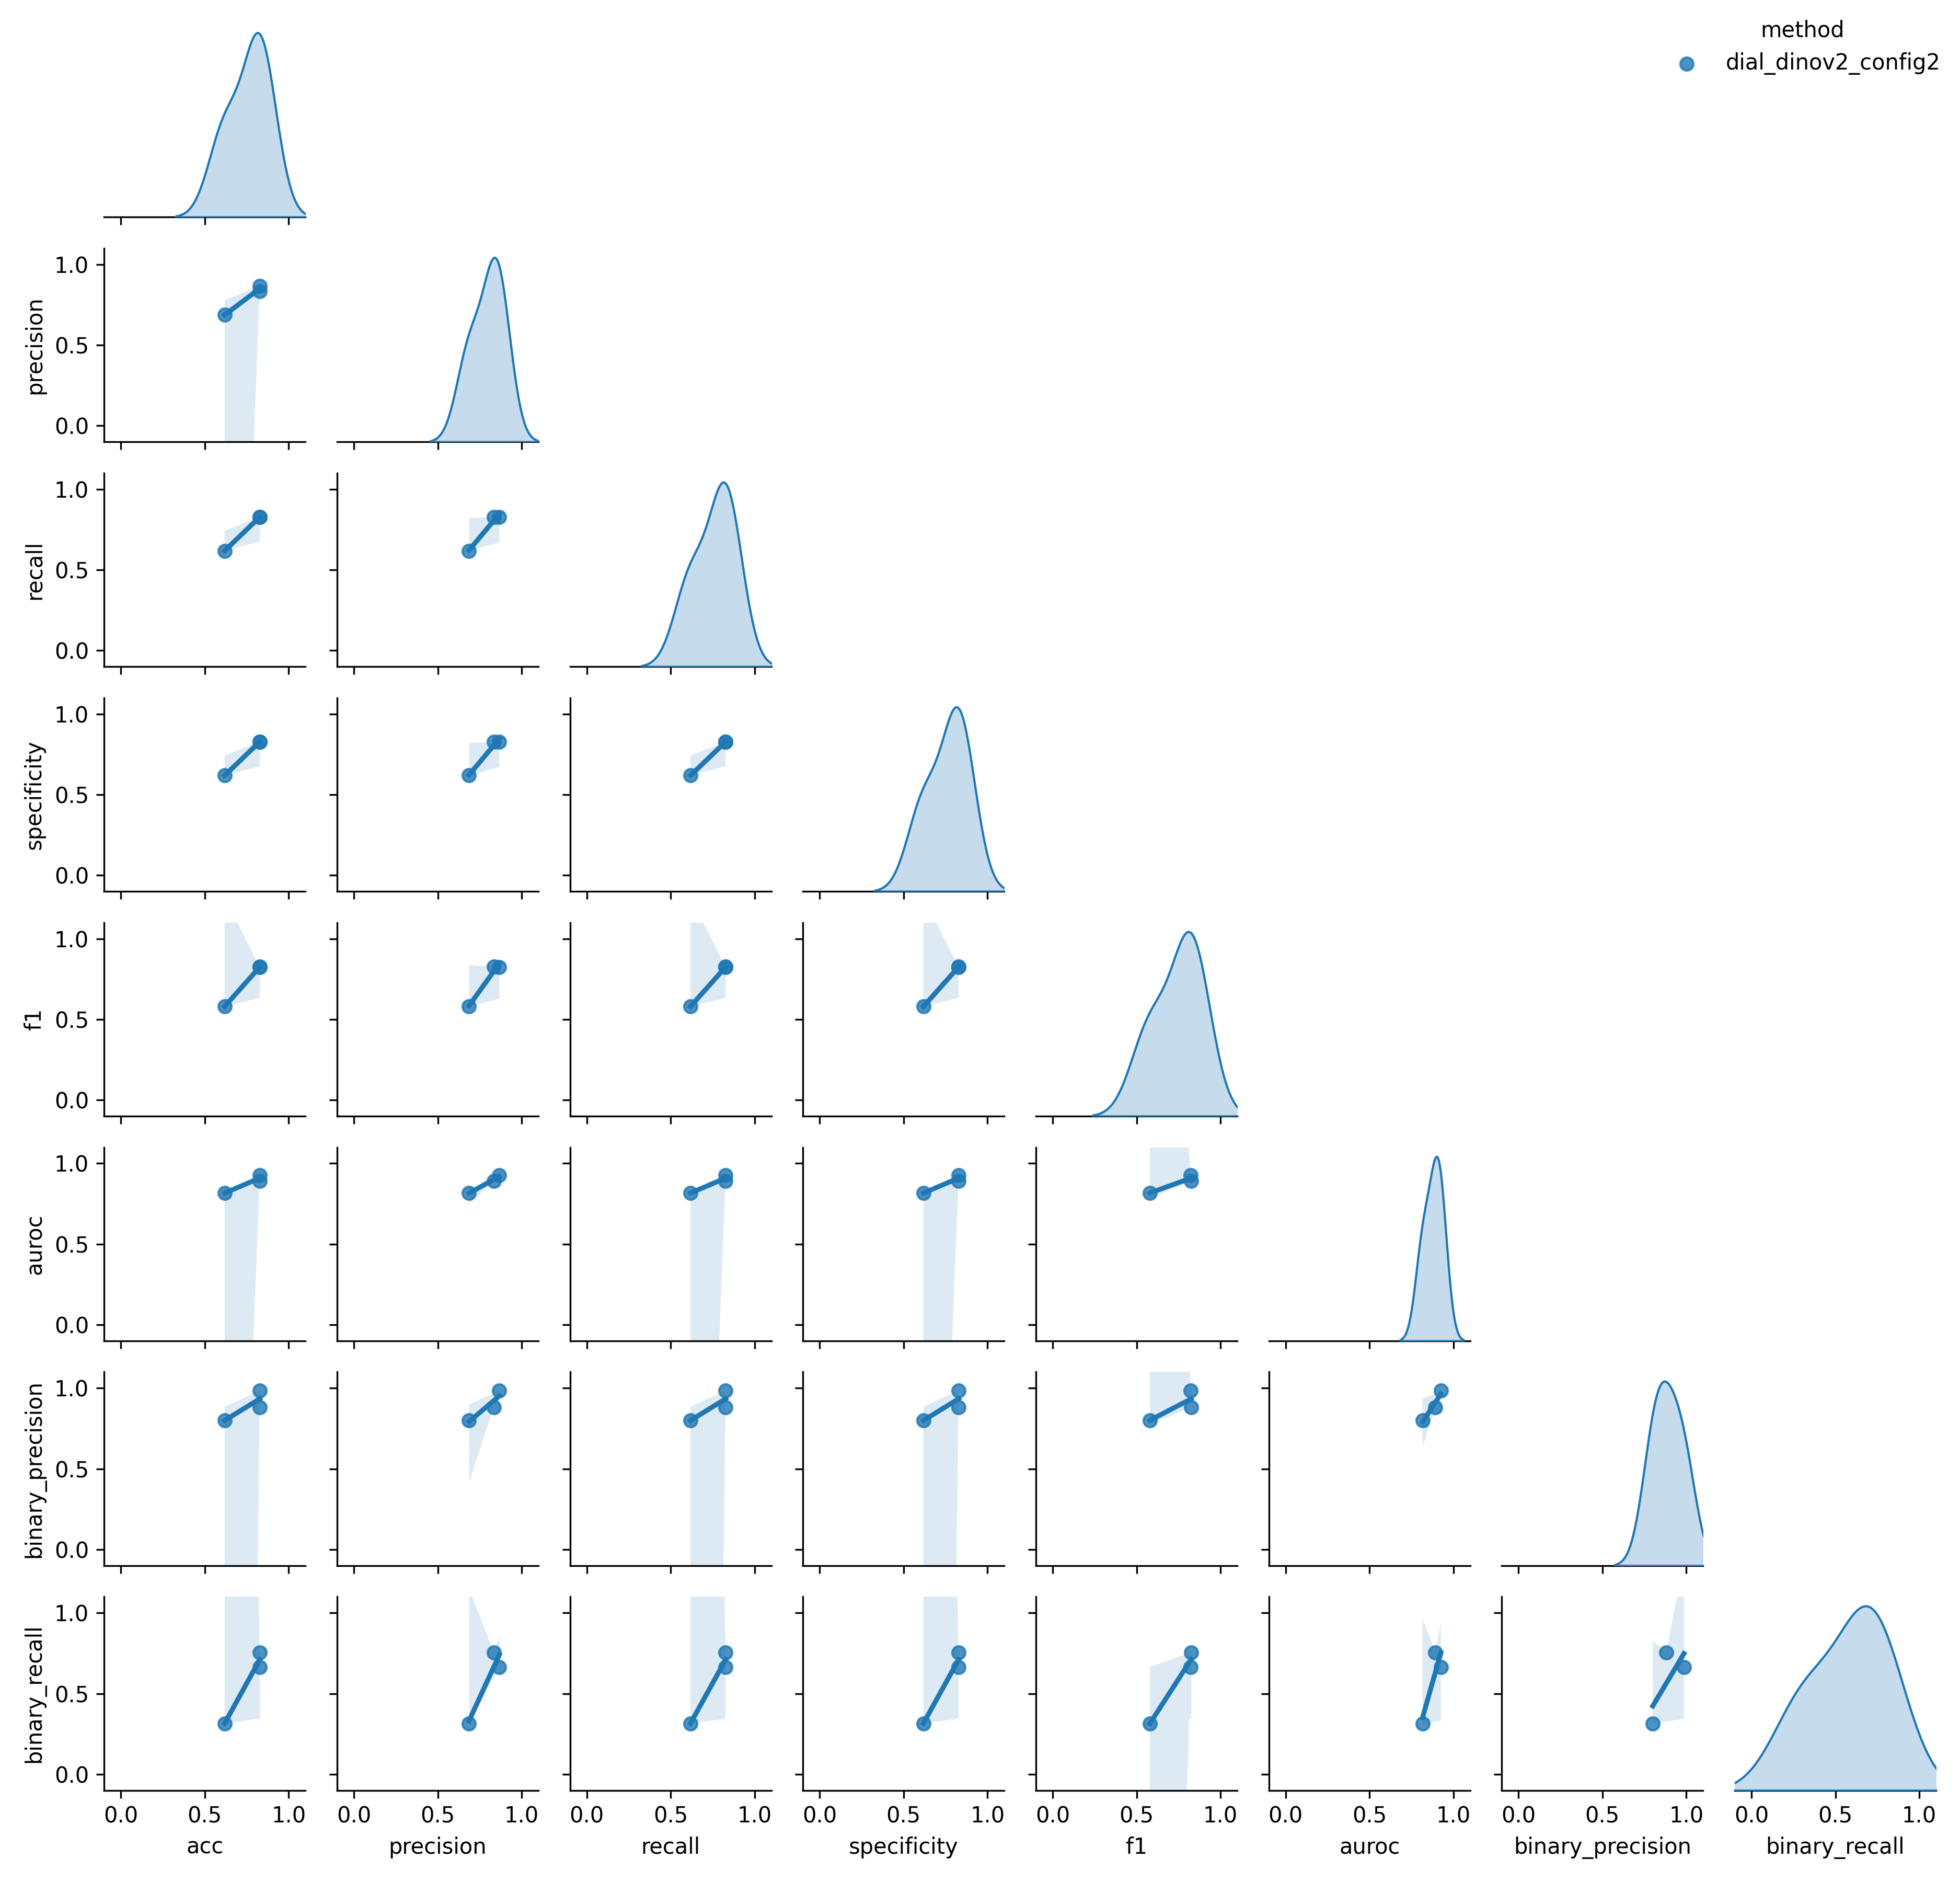 method
dial_dinov2_config2
1.0
0.5
0.0
precision
1.0
0.5
0.0
recall
1.0
0.5
0.0
specificity
1.0
0.5
0.0
f1
1.0
0.5
0.0
auroc
1.0
0.5
0.0
binary_precision
1.0
0.5
0.0
binary_recall
0.0 0.5 1.0 0.0 0.5 1.0 0.0 0.5 1.0 0.0 0.5 1.0 0.0 0.5 1.0 0.0 0.5 1.0 0.0 0.5 1.0 0.0 0.5 1.0
acc precision recall specificity f1 auroc binary_precision binary_recall